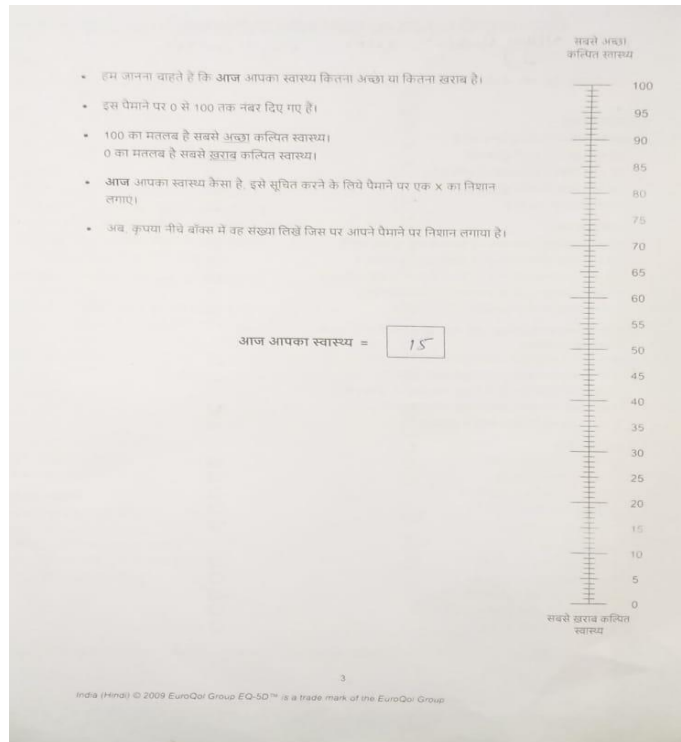 सबसे अच्छा
कल्पित स्वास्थ्य
• हम जानना चाहते है कि आज आपका स्वास्थ्य कितना अच्छा या कितना ख़राब है।
• इस पैमाने पर 0 से 100 तक नंबर दिए गए है।
• 100 का मतलब है सबसे अच्छा कल्पित स्वास्थ्य।
0 का मतलब है सबसे ख़राब कल्पित स्वास्थ्य।
• आज आपका स्वास्थ्य कैसा है, इसे सूचित करने के लिये पैमाने पर एक X का निशान
लगाए।
• अब, कृपया नीचे बॉक्स में वह संख्या लिखें जिस पर आपने पैमाने पर निशान लगाया है।
आज आपका स्वास्थ्य = 15
100
95
90
85
80
75
70
65
60
55
50
45
40
35
30
25
20
15
10
5
0
सबसे ख़राब कल्पित
स्वास्थ्य
3
India (Hindi) © 2009 EuroQol Group EQ-5D™ is a trade mark of the EuroQol Group